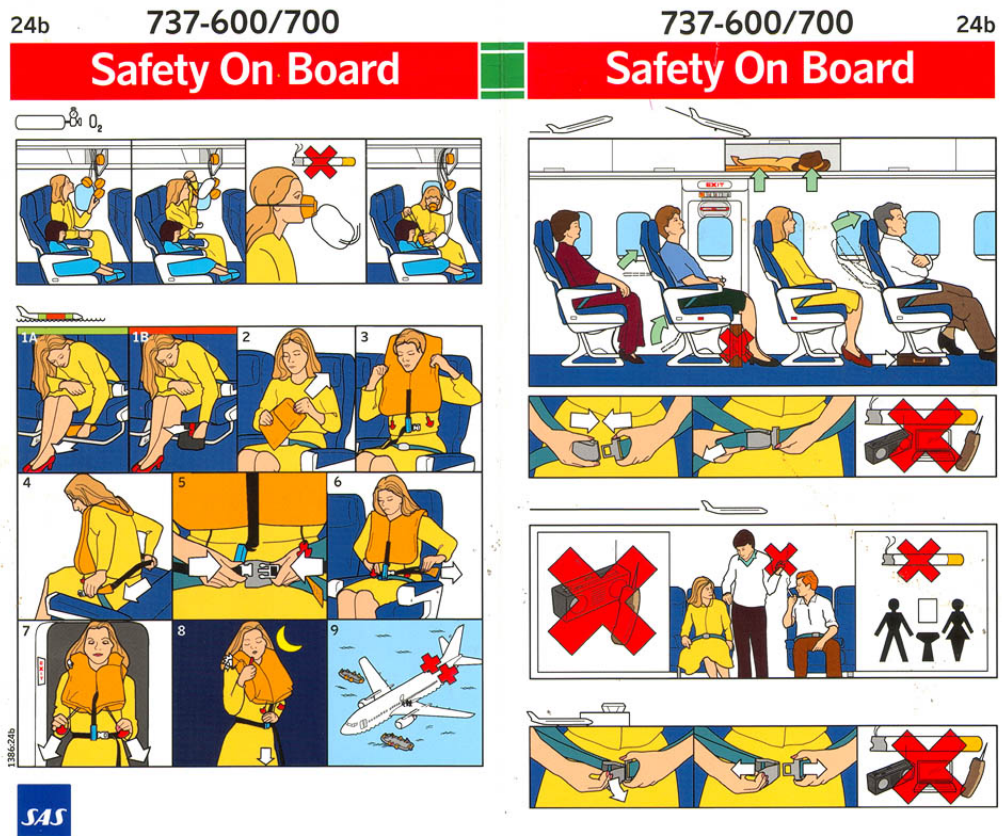 24b
737-600/700
Safety On Board
O₂
1A
1B
2
3
4
5
6
7
EXIT
8
9
1386:24b
SAS
737-600/700
24b
Safety On Board
EXIT